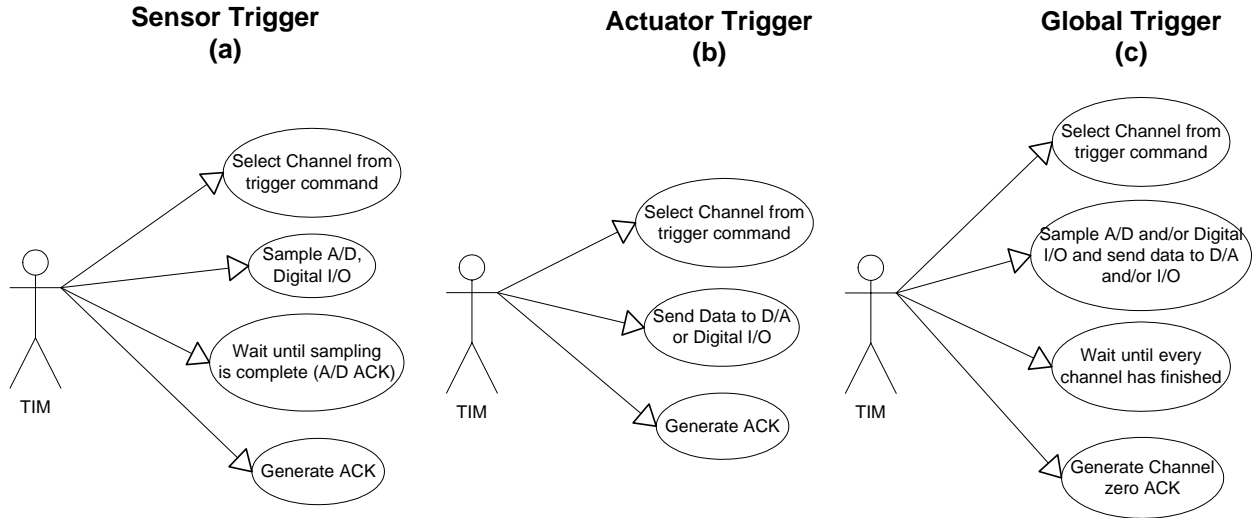 Sensor Trigger
(a)
Select Channel from
trigger command
Sample A/D,
Digital I/O
Wait until sampling
is complete (A/D ACK)
Generate ACK
TIM
Actuator Trigger
(b)
Select Channel from
trigger command
Send Data to D/A
or Digital I/O
Generate ACK
TIM
Global Trigger
(c)
Select Channel from
trigger command
Sample A/D and/or Digital
I/O and send data to D/A
and/or I/O
Wait until every
channel has finished
Generate Channel
zero ACK
TIM